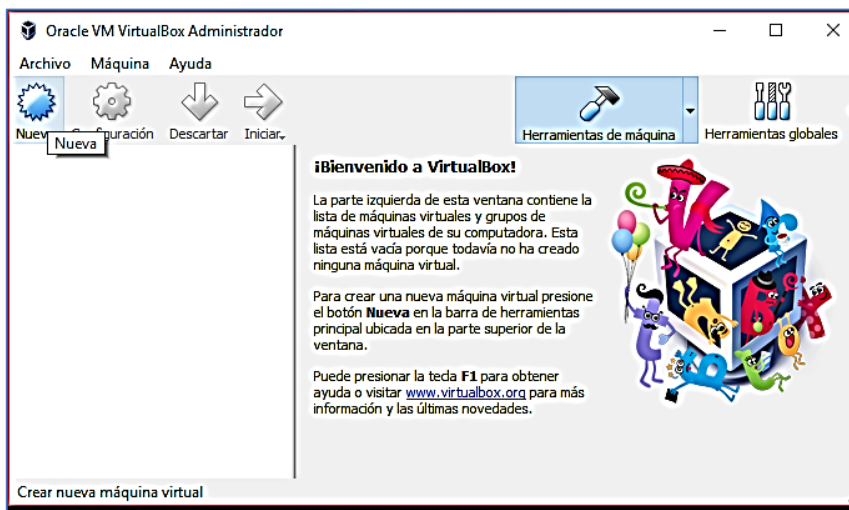 Oracle VM VirtualBox Administrador
Archivo Máquina Ayuda
Nueva Configuración Descartar Iniciar
Herramientas de máquina Herramientas globales
Nueva
¡Bienvenido a VirtualBox!
La parte izquierda de esta ventana contiene la
lista de máquinas virtuales y grupos de
máquinas virtuales de su computadora. Esta
lista está vacía porque todavía no ha creado
ninguna máquina virtual.
Para crear una nueva máquina virtual presione
el botón Nueva en la barra de herramientas
principal ubicada en la parte superior de la
ventana.
Puede presionar la tecla F1 para obtener
ayuda o visitar www.virtualbox.org para más
información y las últimas novedades.
Crear nueva máquina virtual